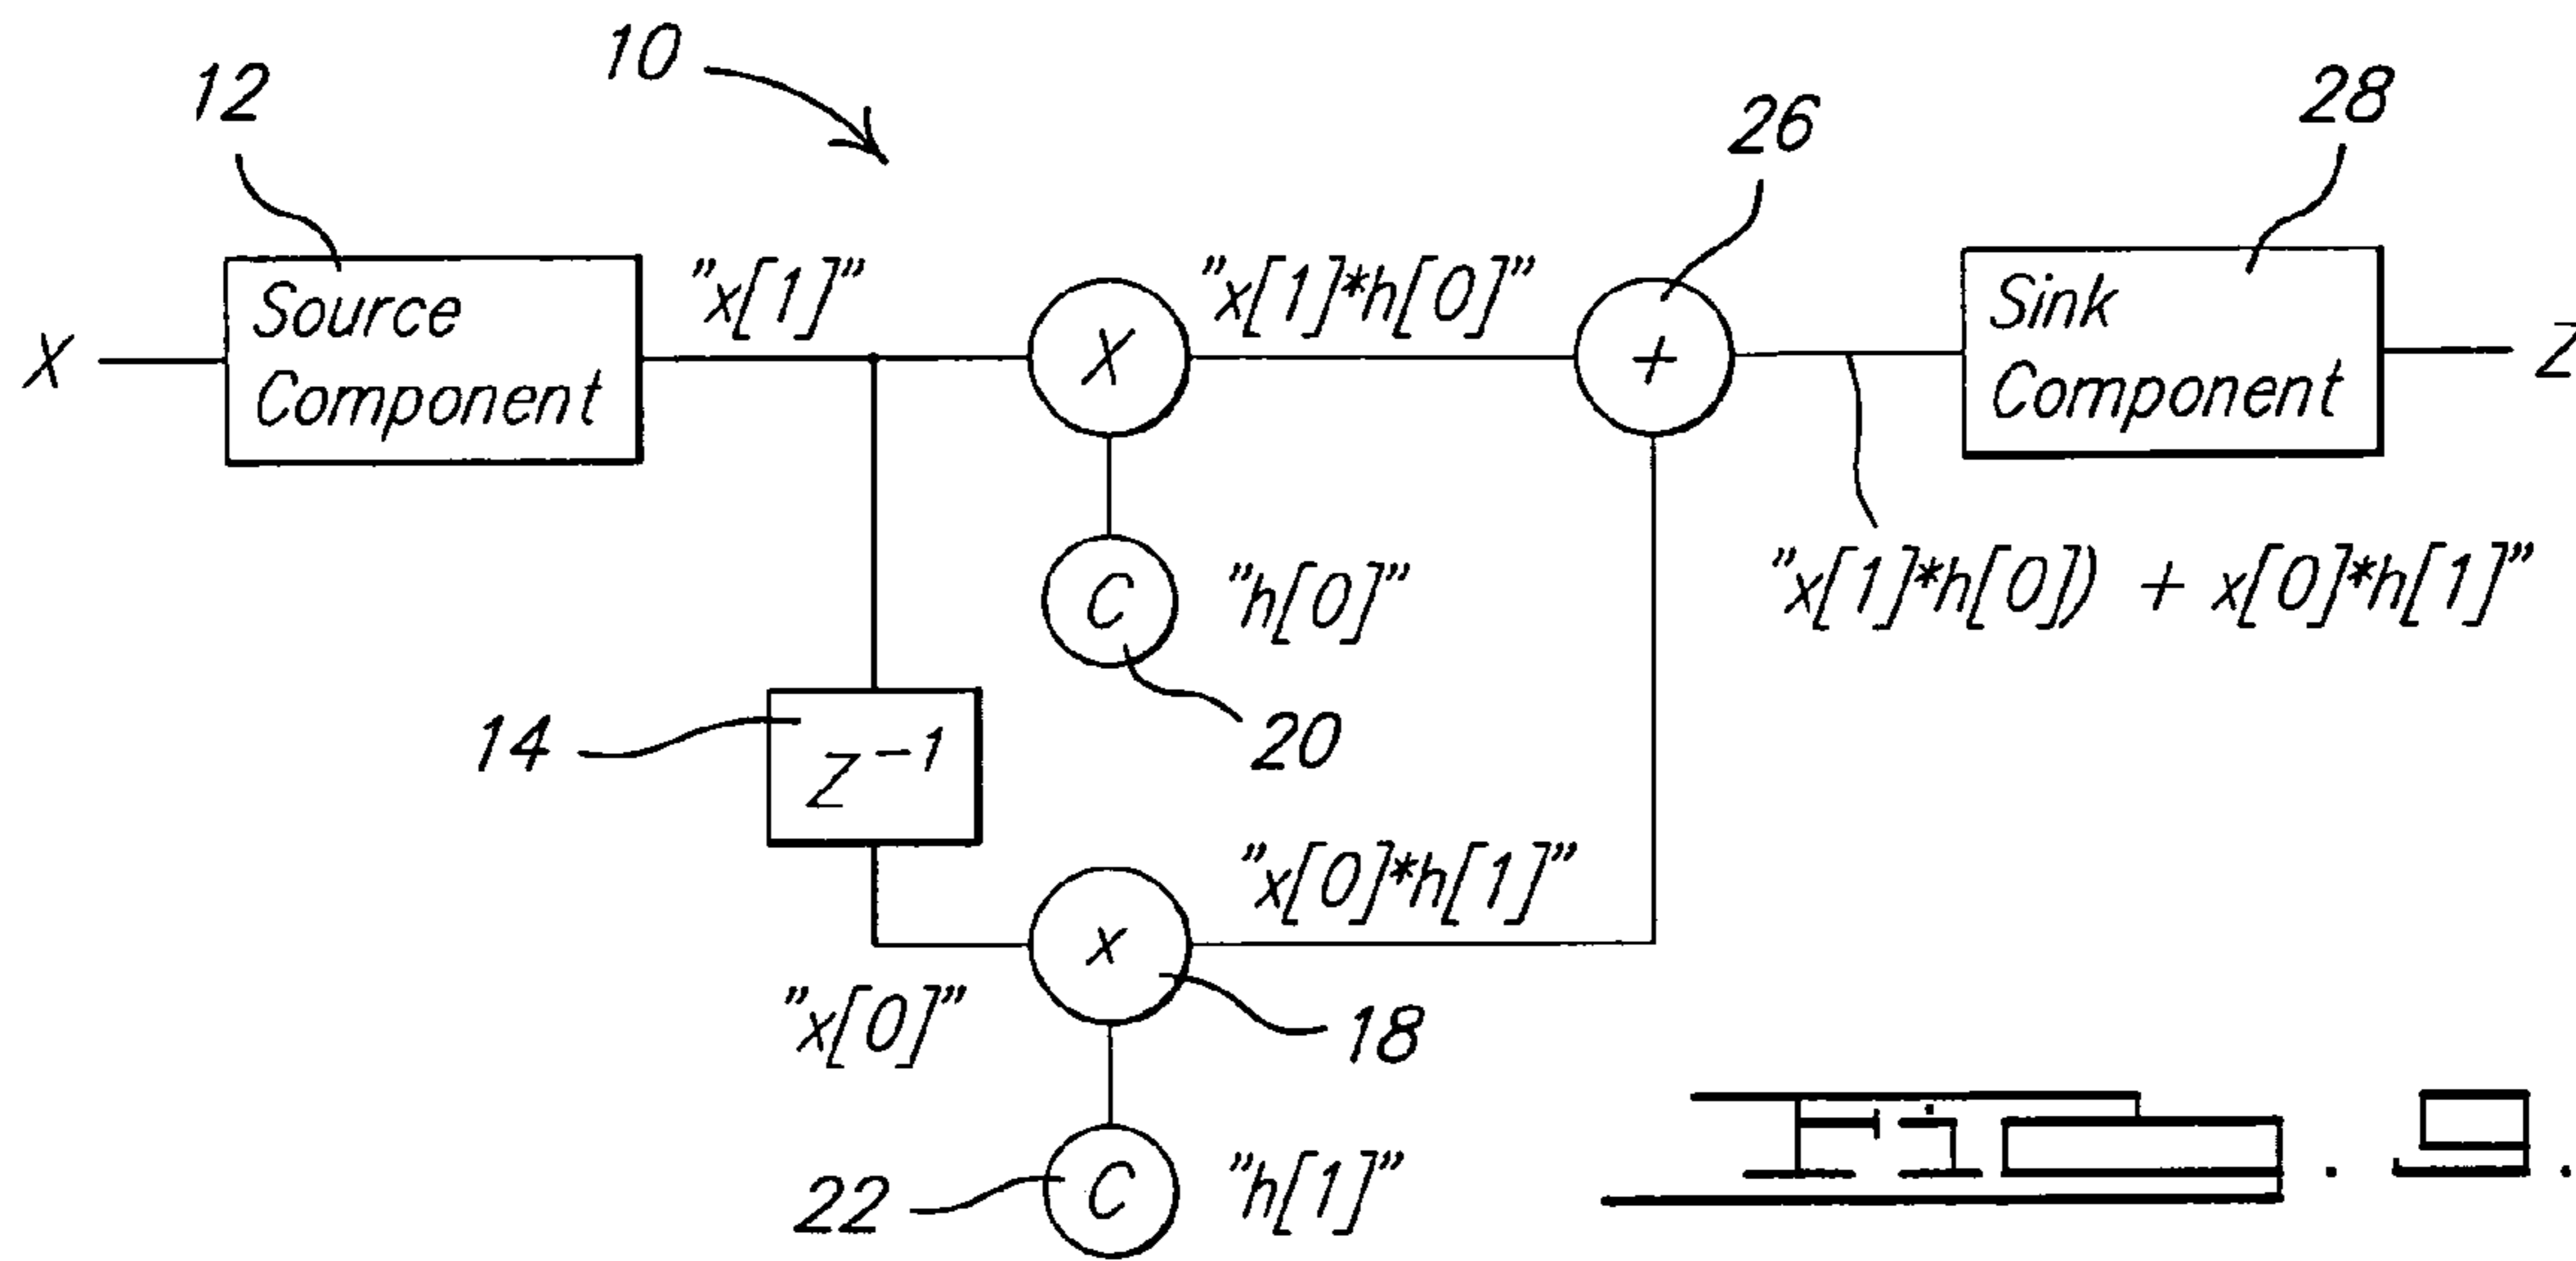 10
12
26
28
"x[1]"
"x[1]*h[0]"
X
Source
Component
X
+
Sink
Component
Z
C
"h[0]"
"x[1]*h[0]) + x[0]*h[1]"
20
14
Z⁻¹
"x[0]*h[1]"
x
"x[0]"
18
C
"h[1]"
22